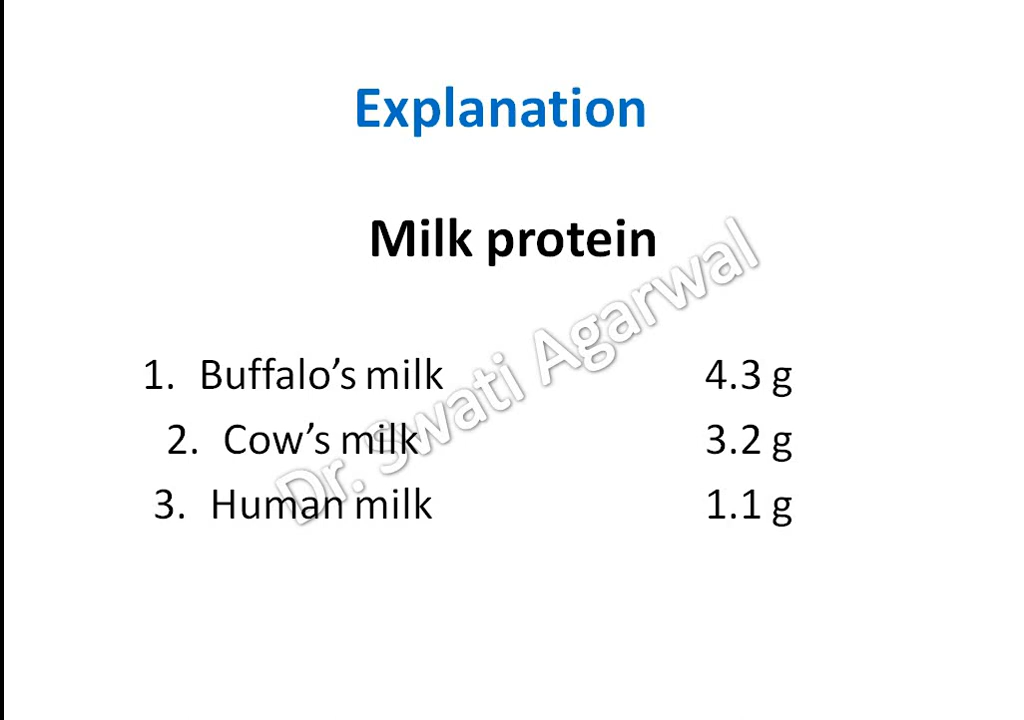 Explanation
Milk protein
1. Buffalo’s milk 4.3 g
2. Cow’s milk 3.2 g
3. Human milk 1.1 g
Dr. Swati Agarwal